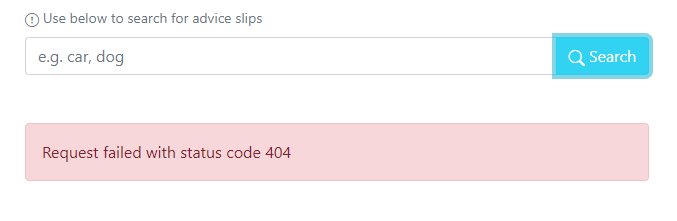 Use below to search for advice slips
e.g. car, dog
Search
Request failed with status code 404